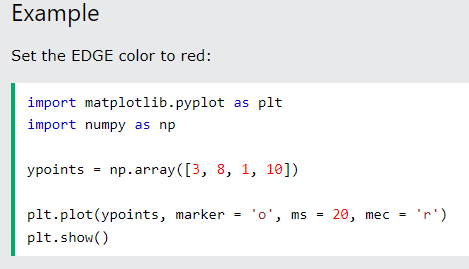 Example
Set the EDGE color to red:
import matplotlib.pyplot as plt
import numpy as np
ypoints = np.array([3, 8, 1, 10])
plt.plot(ypoints, marker = 'o', ms = 20, mec = 'r')
plt.show()